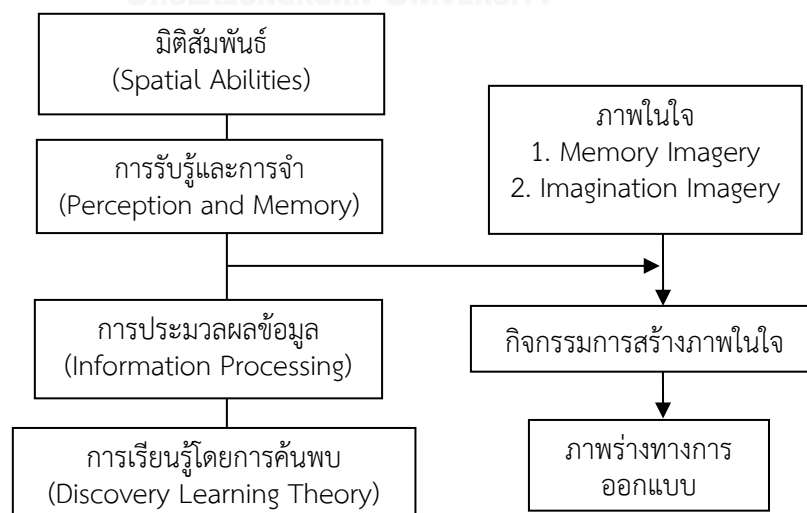 มิติสัมพันธ์
(Spatial Abilities)
การรับรู้และการจำ
(Perception and Memory)
การประมวลผลข้อมูล
(Information Processing)
การเรียนรู้โดยการค้นพบ
(Discovery Learning Theory)
ภาพในใจ
1. Memory Imagery
2. Imagination Imagery
กิจกรรมการสร้างภาพในใจ
ภาพร่างทางการ
ออกแบบ